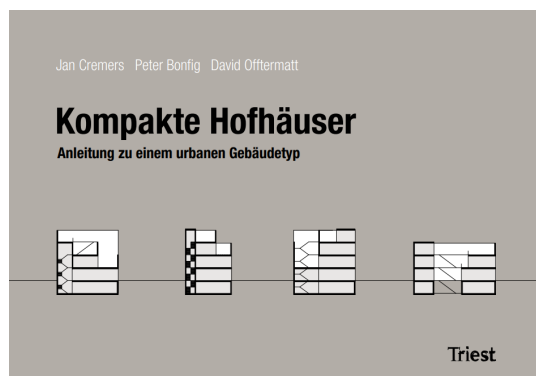 Jan Cremers Peter Bonfig David Offtermatt
Kompakte Hofhäuser
Anleitung zu einem urbanen Gebäudetyp
Triest